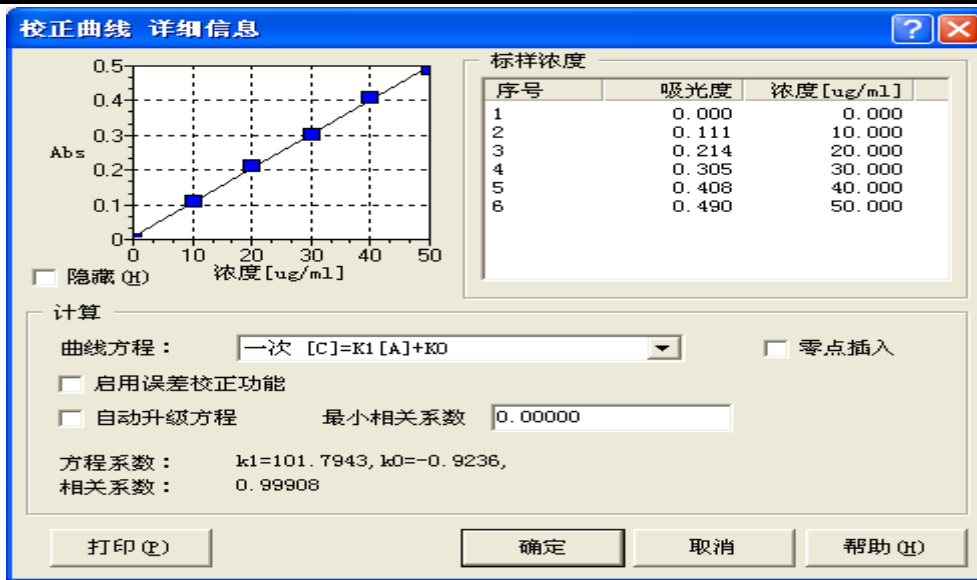 校正曲线 详细信息
0.5
0.4
0.3
Abs
0.2
0.1
0
0 10 20 30 40 50
浓度[ug/ml]
隐藏(H)
标样浓度
序号 吸光度 浓度[ug/ml]
1 0.000 0.000
2 0.111 10.000
3 0.214 20.000
4 0.305 30.000
5 0.408 40.000
6 0.490 50.000
计算
曲线方程： 一次 [C]=K1[A]+K0 零点插入
启用误差校正功能
自动升级方程 最小相关系数 0.00000
方程系数： k1=101.7943,k0=-0.9236,
相关系数： 0.99908
打印(P) 确定 取消 帮助(H)